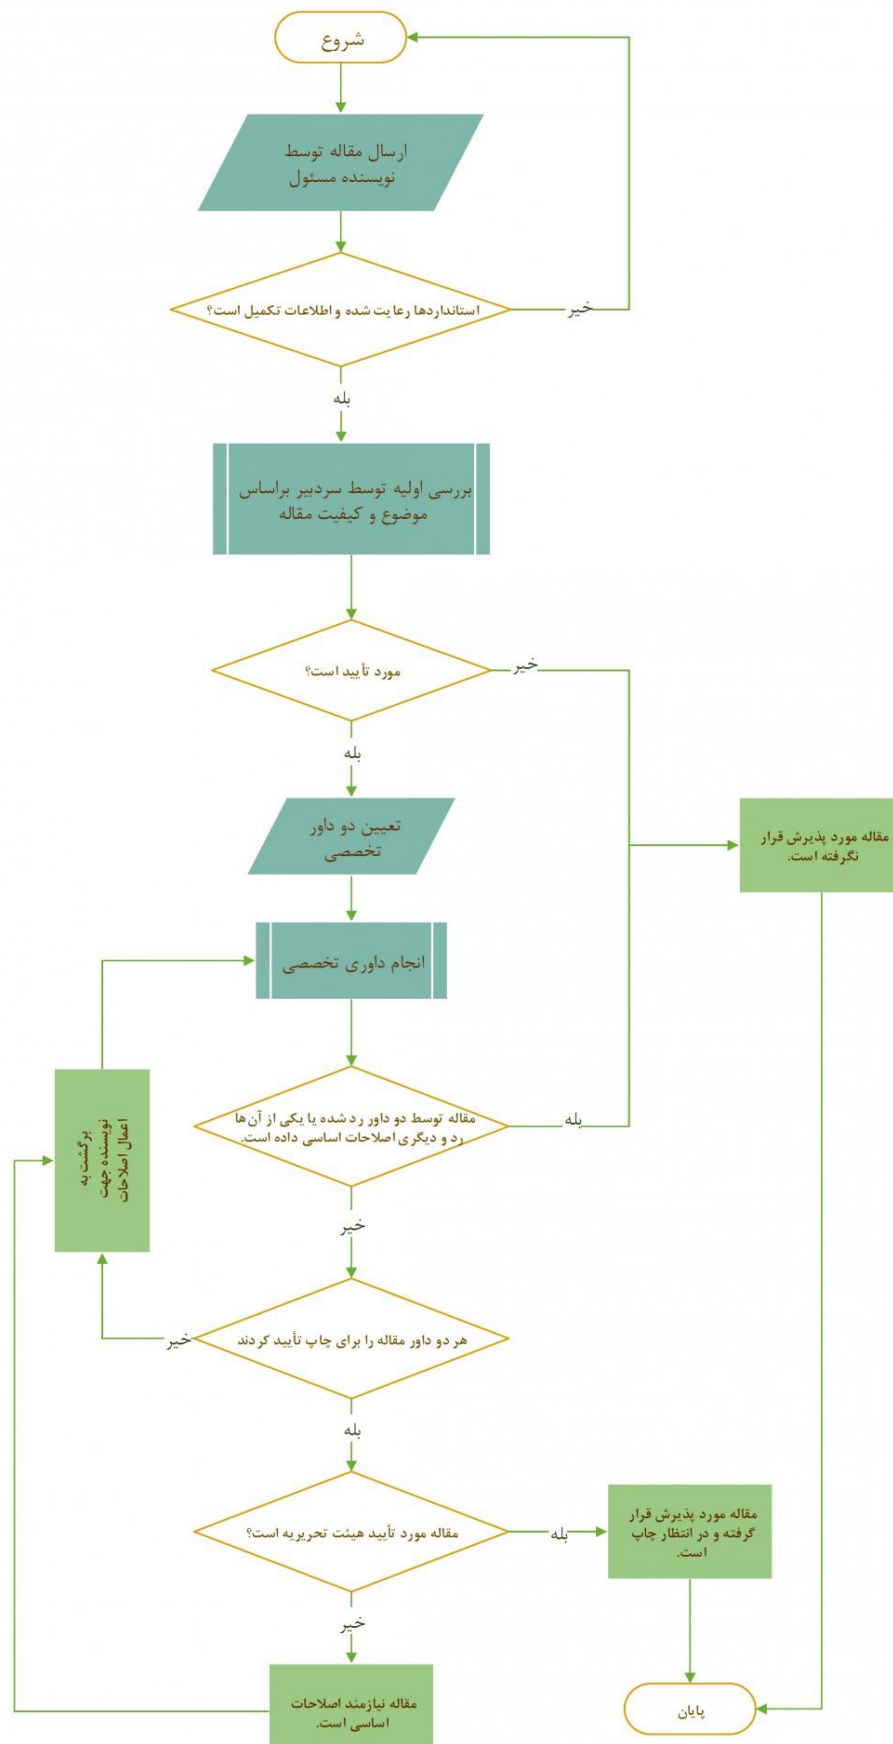 شروع
ارسال مقاله توسط
نویسنده مسئول
استانداردها رعایت شده و اطلاعات تکمیل است؟
خیر
بله
بررسی اولیه توسط سردبیر براساس
موضوع و کیفیت مقاله
مورد تأیید است؟
خیر
بله
تعیین دو داور
تخصصی
مقاله مورد پذیرش قرار
نگرفته است.
انجام داوری تخصصی
مقاله توسط دو داور رد شده یا یکی از آن‌ها
رد و دیگری اصلاحات اساسی داده است.
بله
برگشت به
نویسنده جهت
اعمال اصلاحات
خیر
هر دو داور مقاله را برای چاپ تأیید کردند
خیر
بله
مقاله مورد تأیید هیئت تحریریه است؟
بله
مقاله مورد پذیرش قرار
گرفته و در انتظار چاپ
است.
خیر
مقاله نیازمند اصلاحات
اساسی است.
پایان